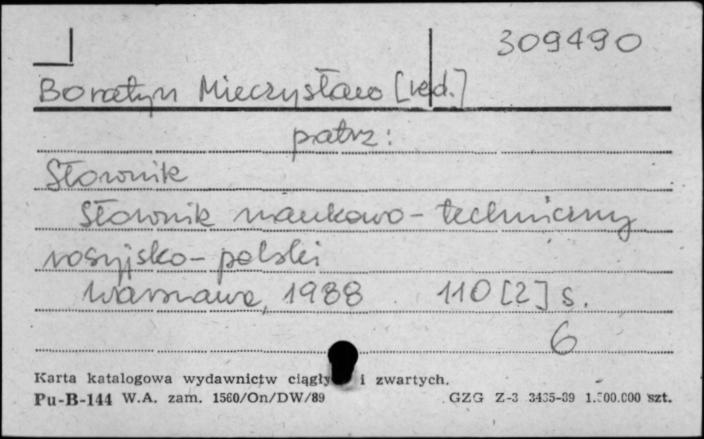 309490
Boratyn Mieczysław [red.]
patrz:
Słownik
Słownik naukowo-techniczny
rosyjsko-polski
Warszawa, 1988 110[2] s.
6
Karta katalogowa wydawnictw ciągły i zwartych.
Pu-B-144 W.A. zam. 1560/On/DW/89 GZG Z-3 3435-89 1.500.000 szt.